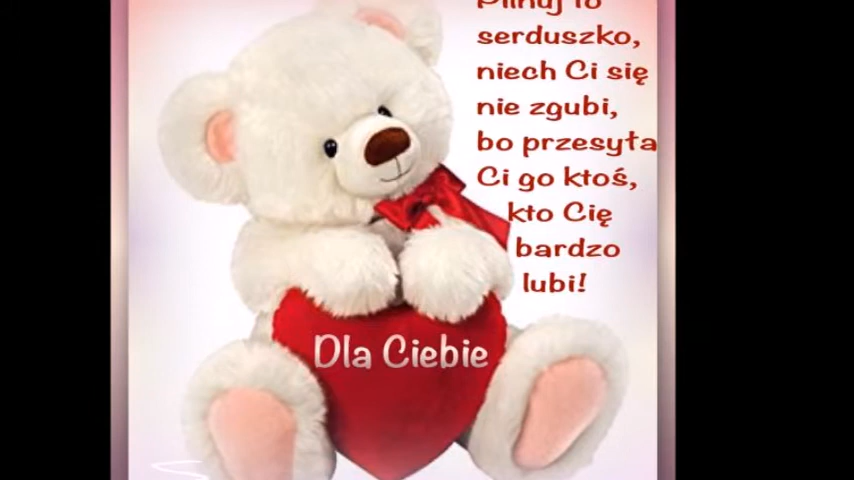 Pilnuj to
serduszko,
niech Ci się
nie zgubi,
bo przesyła
Ci go ktoś,
kto Cię
bardzo
lubi!
Dla Ciebie